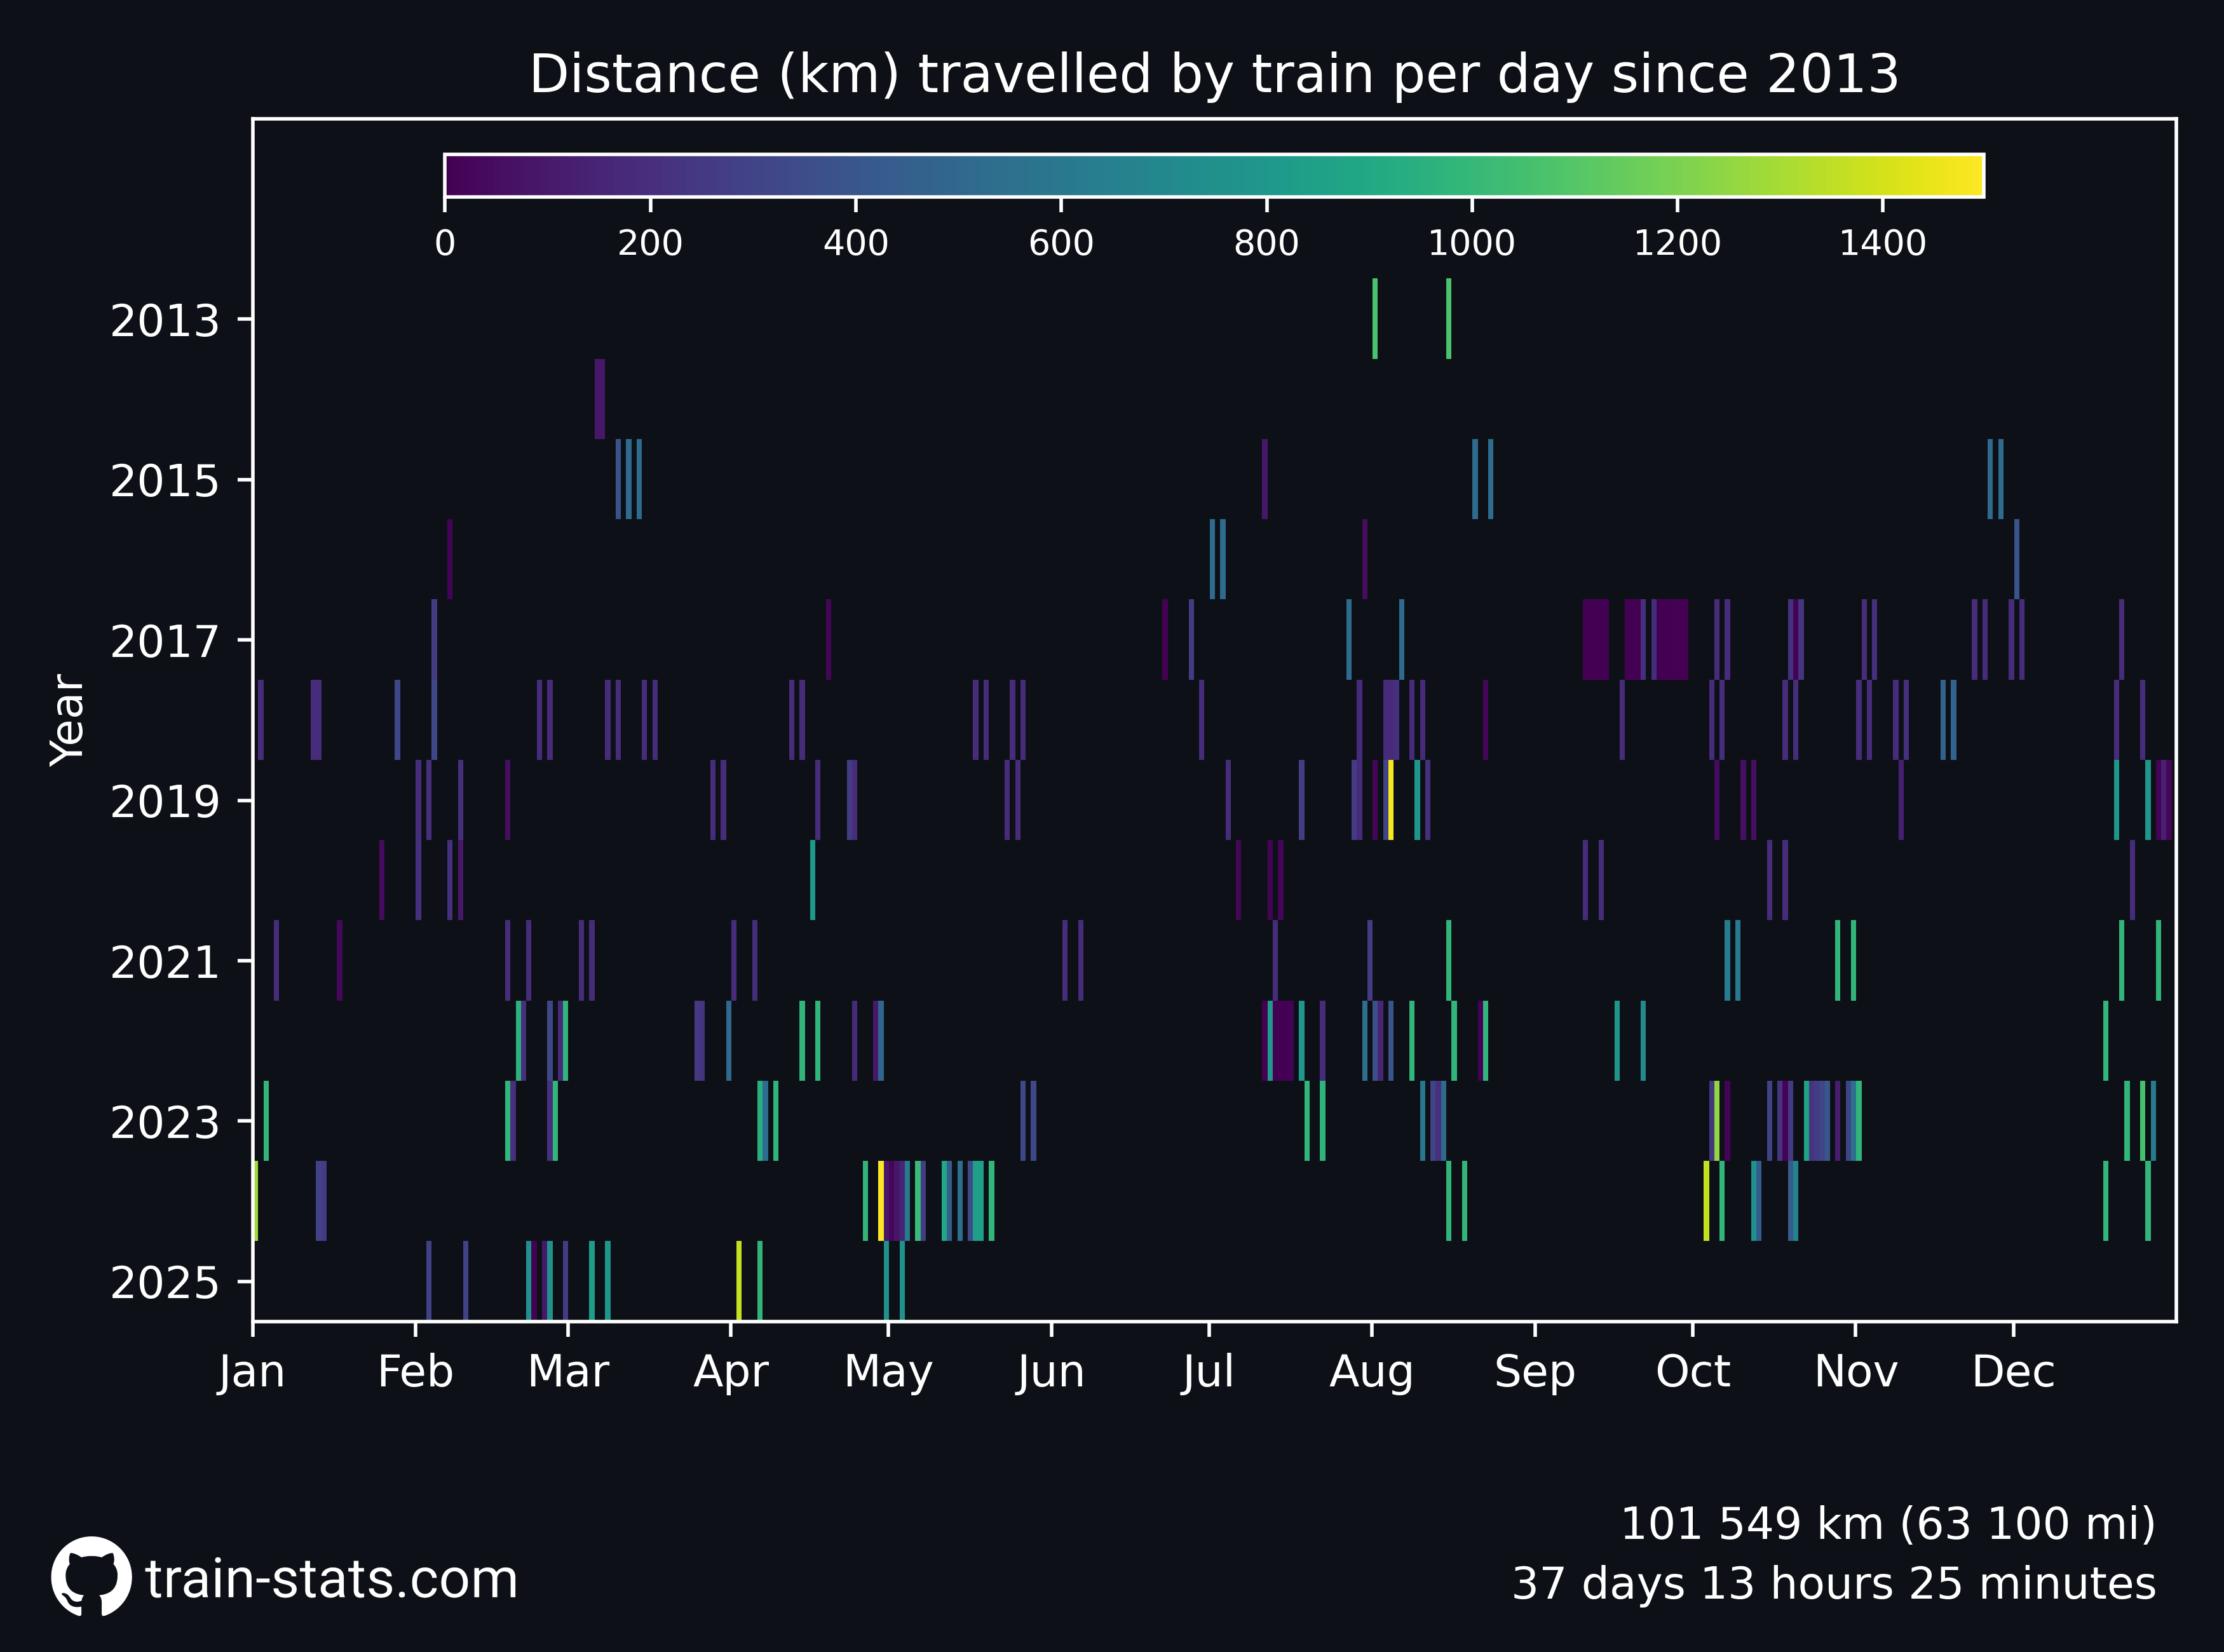 Distance (km) travelled by train per day since 2013
0 200 400 600 800 1000 1200 1400
2013
2015
2017
2019
2021
2023
2025
Year
Jan Feb Mar Apr May Jun Jul Aug Sep Oct Nov Dec
101 549 km (63 100 mi)
37 days 13 hours 25 minutes
train-stats.com